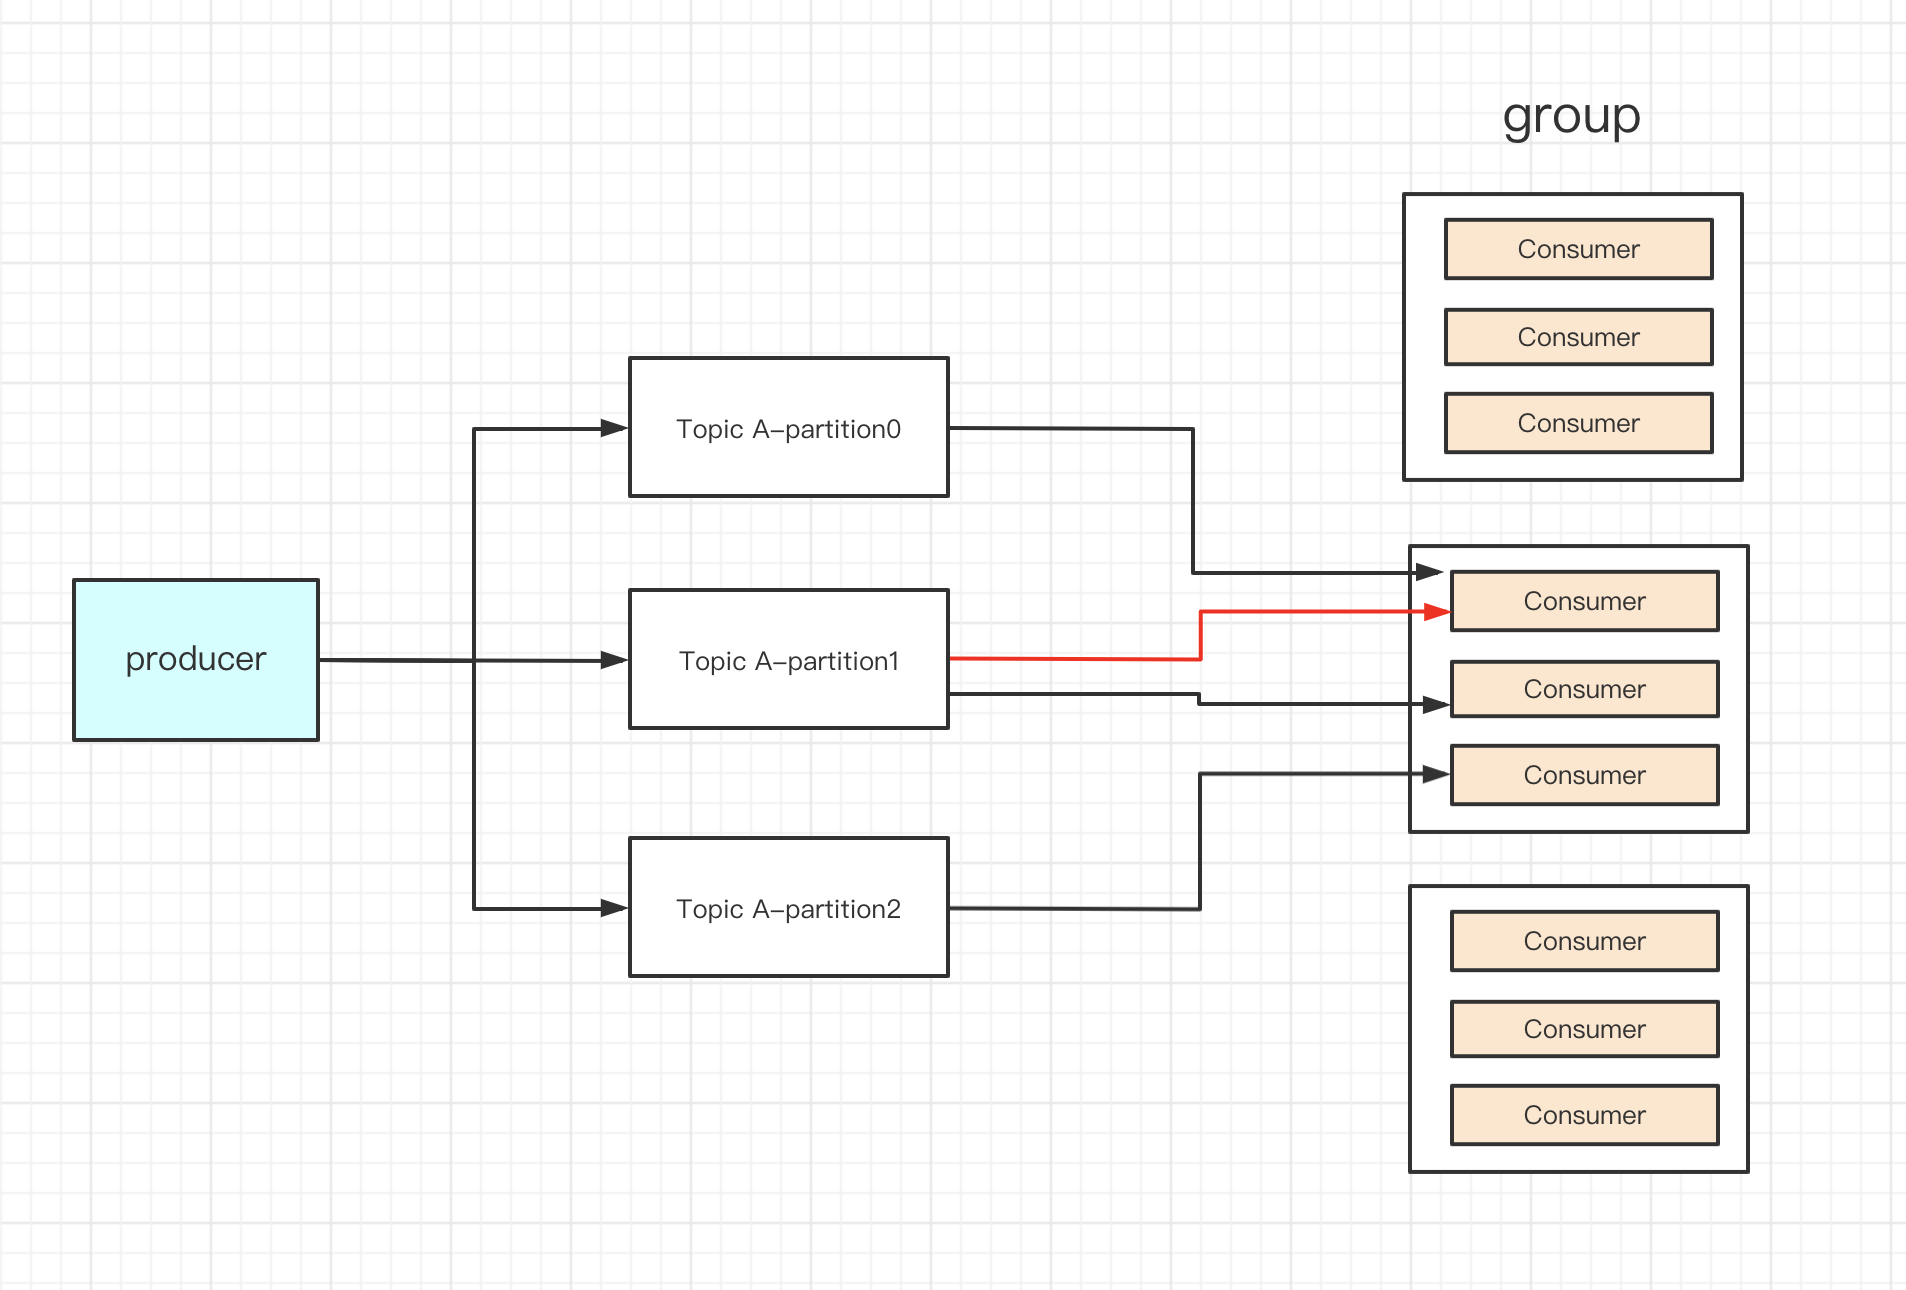 group
Consumer
Consumer
Consumer
Topic A-partition0
producer
Topic A-partition1
Topic A-partition2
Consumer
Consumer
Consumer
Consumer
Consumer
Consumer